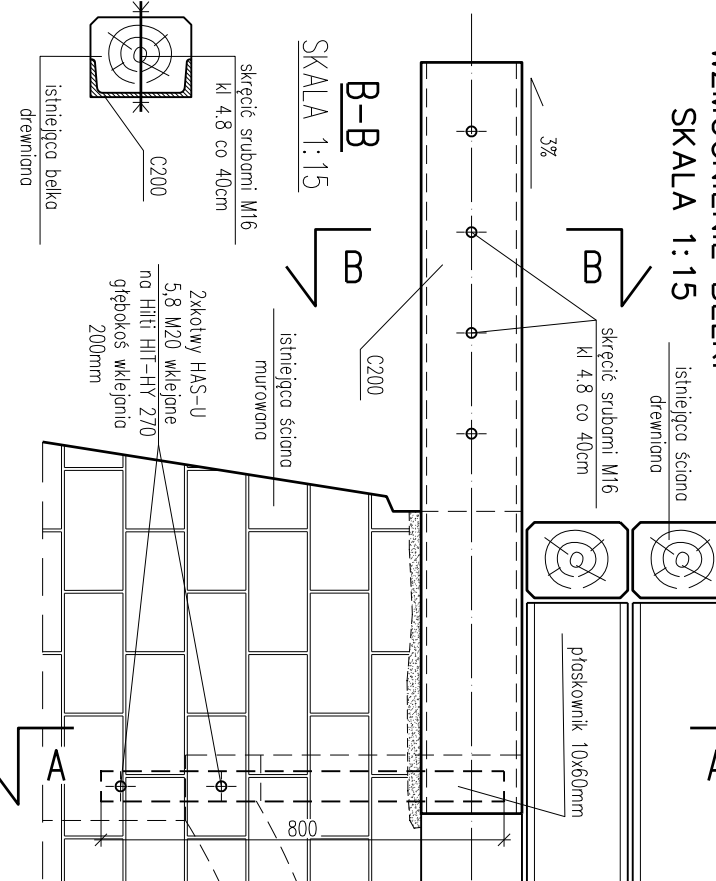 SKALA 1:15
istniejąca ściana
drewniana
skręcić srubami M16
kl 4.8 co 40cm
płaskownik 10x60mm
3%
B
B
C200
A
800
B-B
SKALA 1:15
istniejąca ściana
murowana
2xkotwy HAS-U
5,8 M20 wklejane
na Hilti HIT-HY 270
głębokoś wklejania
200mm
skręcić srubami M16
kl 4.8 co 40cm
C200
istniejąca belka
drewniana